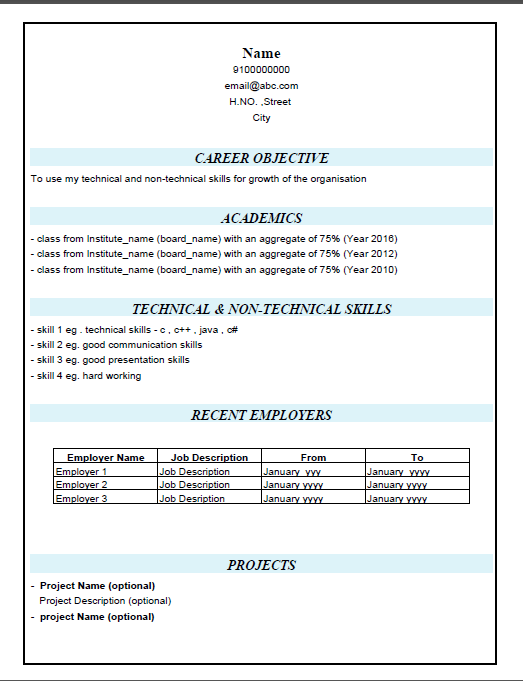 Name
9100000000
email@abc.com
H.NO. ,Street
City
CAREER OBJECTIVE
To use my technical and non-technical skills for growth of the organisation
ACADEMICS
- class from Institute_name (board_name) with an aggregate of 75% (Year 2016)
- class from Institute_name (board_name) with an aggregate of 75% (Year 2012)
- class from Institute_name (board_name) with an aggregate of 75% (Year 2010)
TECHNICAL & NON-TECHNICAL SKILLS
- skill 1 eg . technical skills - c , c++ , java , c#
- skill 2 eg. good communication skills
- skill 3 eg. good presentation skills
- skill 4 eg. hard working
RECENT EMPLOYERS
Employer Name Job Description From To
Employer 1 Job Description January yyy January yyyy
Employer 2 Job Description January yyyy January yyyy
Employer 3 Job Desription January yyyy January yyyy
PROJECTS
- Project Name (optional)
Project Description (optional)
- project Name (optional)